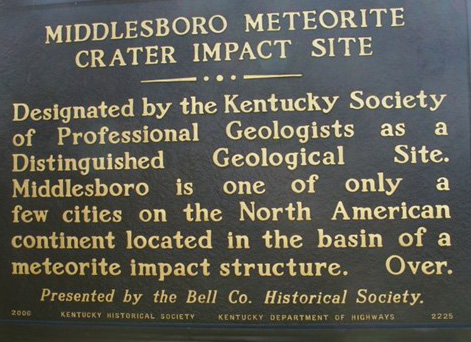 MIDDLESBORO METEORITE
CRATER IMPACT SITE
Designated by the Kentucky Society
of Professional Geologists as a
Distinguished Geological Site.
Middlesboro is one of only a
few cities on the North American
continent located in the basin of a
meteorite impact structure. Over.
Presented by the Bell Co. Historical Society.
2000 KENTUCKY HISTORICAL SOCIETY KENTUCKY DEPARTMENT OF HIGHWAYS 2225